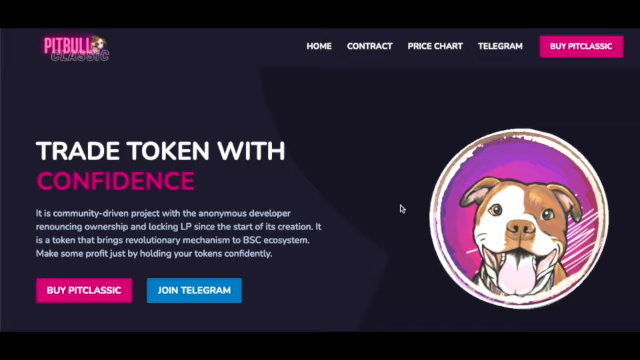 PITBULL
CLASSIC
HOME CONTRACT PRICE CHART TELEGRAM BUY PITCLASSIC
TRADE TOKEN WITH
CONFIDENCE
It is community-driven project with the anonymous developer
renouncing ownership and locking LP since the start of its creation. It
is a token that brings revolutionary mechanism to BSC ecosystem.
Make some profit just by holding your tokens confidently.
BUY PITCLASSIC JOIN TELEGRAM